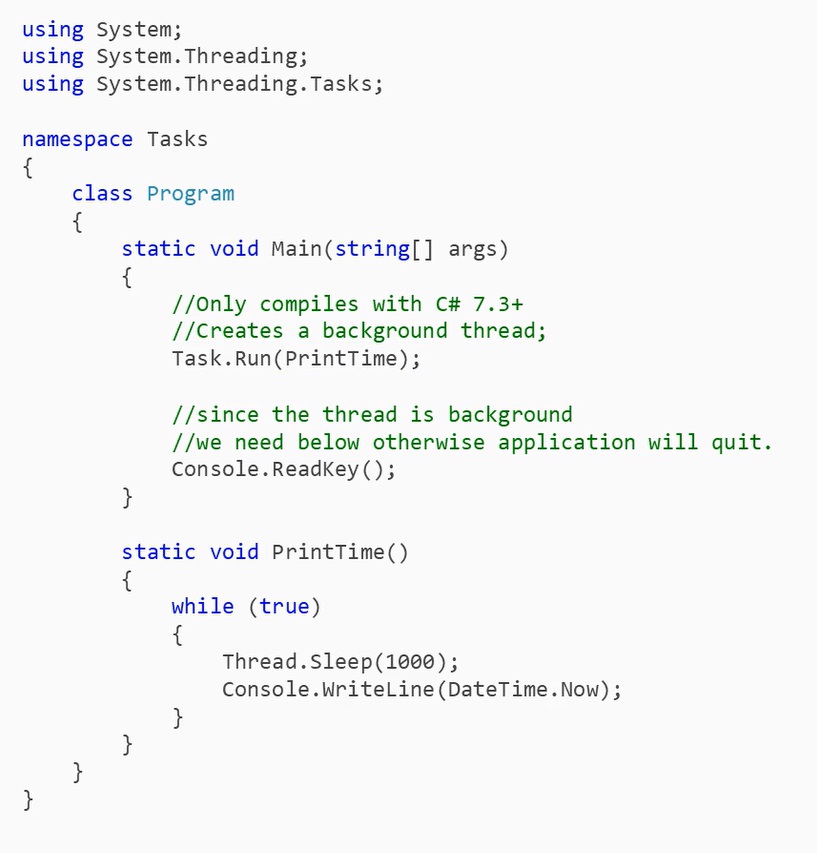 using System;
using System.Threading;
using System.Threading.Tasks;

namespace Tasks
{
    class Program
    {
        static void Main(string[] args)
        {
            //Only compiles with C# 7.3+
            //Creates a background thread;
            Task.Run(PrintTime);

            //since the thread is background
            //we need below otherwise application will quit.
            Console.ReadKey();
        }

        static void PrintTime()
        {
            while (true)
            {
                Thread.Sleep(1000);
                Console.WriteLine(DateTime.Now);
            }
        }
    }
}